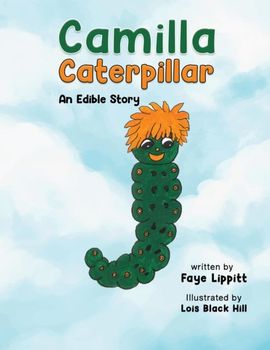 Camilla
Caterpillar
An Edible Story
written by
Faye Lippitt
Illustrated by
Lois Black Hill